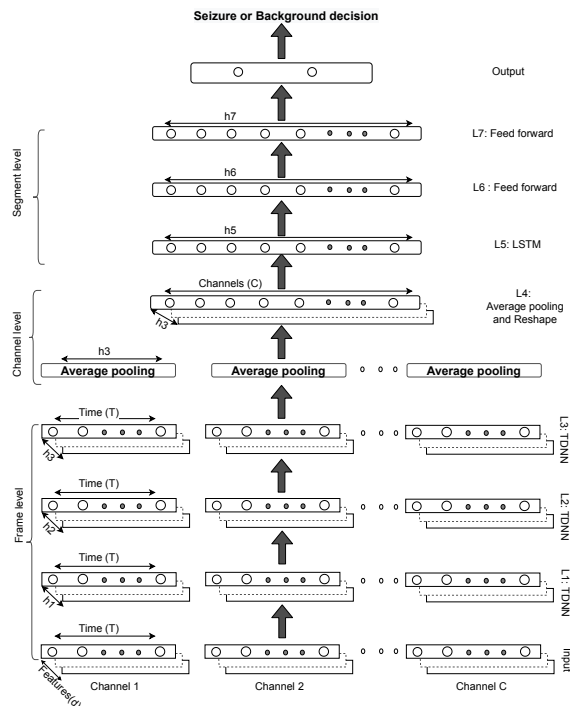 Seizure or Background decision
Output
h7
L7: Feed forward
h6
L6 : Feed forward
h5
L5: LSTM
Segment level
Channels (C)
h3
L4:
Average pooling
and Reshape
Channel level
h3
Average pooling
Average pooling
Average pooling
Time (T)
h3
L3: TDNN
Time (T)
h2
L2: TDNN
Frame level
Time (T)
h1
L1: TDNN
Time (T)
Features(d)
Input
Channel 1
Channel 2
Channel C